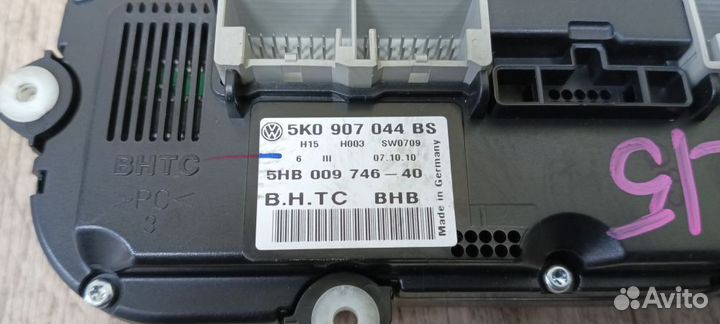 5K0 907 044 BS
H15 H003 SW0709
6 III 07.10.10
5HB 009 746-40
B.H.TC BHB
Made in Germany
BHTC
>PC<
3
15
Avito